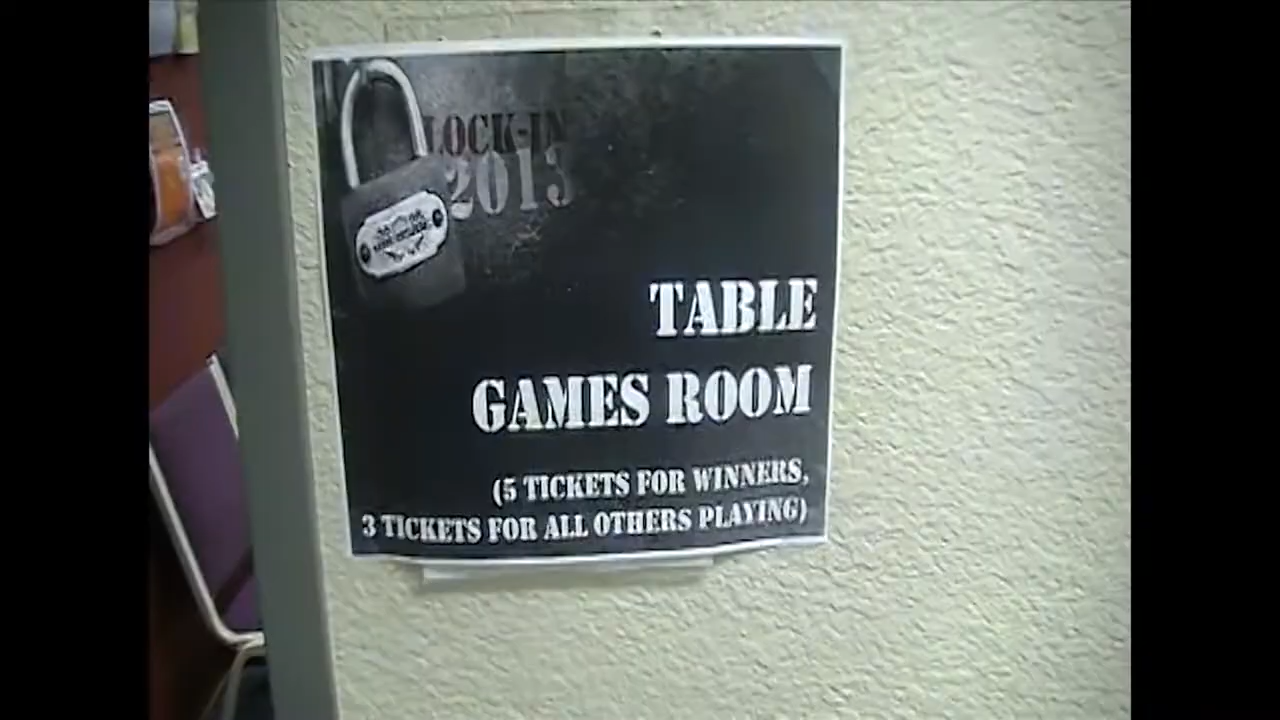 LOCK-IN
2013
TABLE
GAMES ROOM
(5 TICKETS FOR WINNERS,
3 TICKETS FOR ALL OTHERS PLAYING)